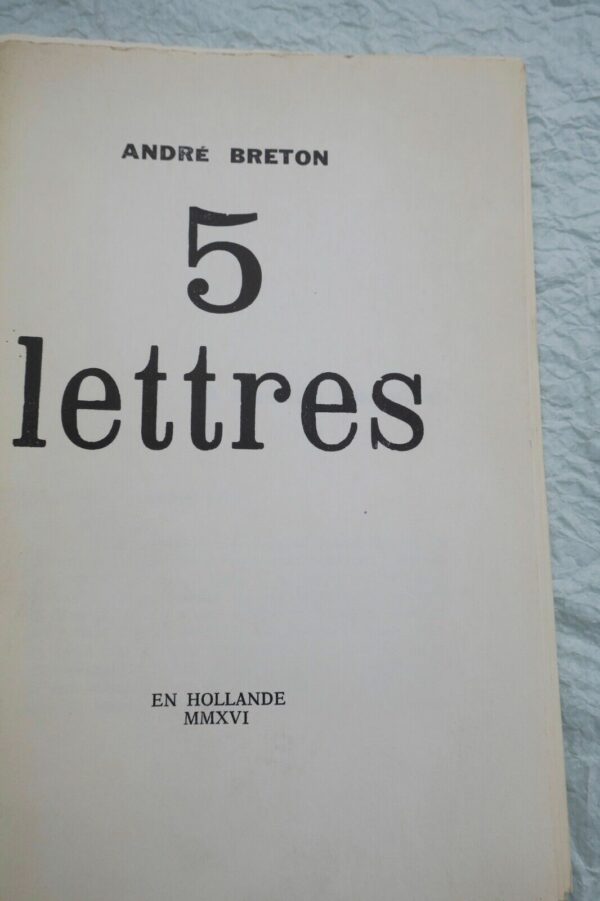 ANDRÉ BRETON
5
lettres
EN HOLLANDE
MMXVI